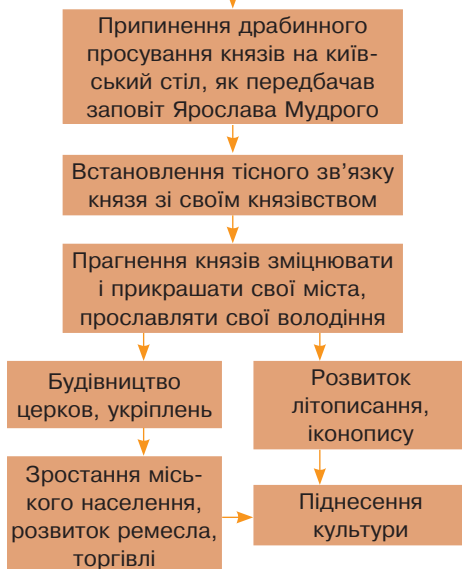 Припинення драбинного
просування князів на київ-
ський стіл, як передбачав
заповіт Ярослава Мудрого
Встановлення тісного зв’язку
князя зі своїм князівством
Прагнення князів зміцнювати
і прикрашати свої міста,
прославляти свої володіння
Будівництво
церков, укріплень
Розвиток
літописання,
іконопису
Зростання місь-
кого населення,
розвиток ремесла,
торгівлі
Піднесення
культури